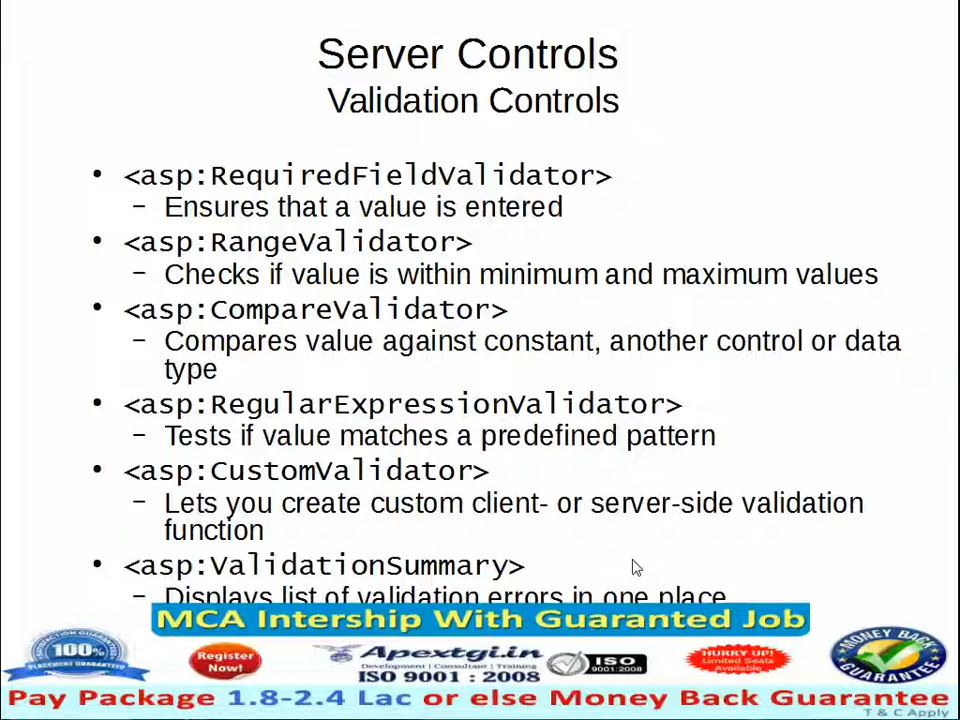 Server Controls
Validation Controls
• <asp:RequiredFieldValidator>
– Ensures that a value is entered
• <asp:RangeValidator>
– Checks if value is within minimum and maximum values
• <asp:CompareValidator>
– Compares value against constant, another control or data
type
• <asp:RegularExpressionValidator>
– Tests if value matches a predefined pattern
• <asp:CustomValidator>
– Lets you create custom client- or server-side validation
function
• <asp:ValidationSummary>
– Displays list of validation errors in one place
MCA Intership With Guaranted Job
100%
PLACEMENT GUARANTEED
Register
Now!
Apextgi.in
Development | Consultant | Training
ISO 9001 : 2008
ISO
9001:2008
HURRY UP!
Limited Seats
Available
MONEY BACK
GUARANTEE
Pay Package 1.8-2.4 Lac or else Money Back Guarantee
T & C Apply